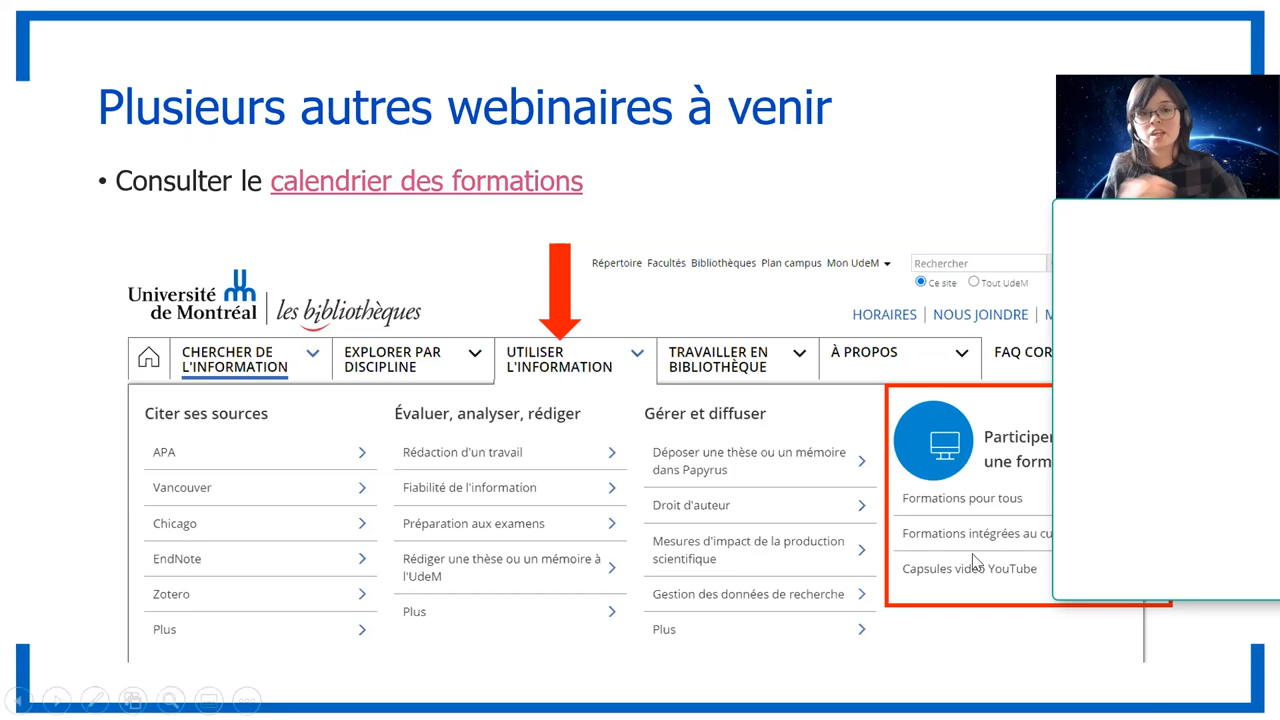 Plusieurs autres webinaires à venir
• Consulter le calendrier des formations
Répertoire Facultés Bibliothèques Plan campus Mon UdeM
Rechercher
Ce site Tout UdeM
Université
de Montréal
les bibliothèques
HORAIRES NOUS JOINDRE
CHERCHER DE
L'INFORMATION
EXPLORER PAR
DISCIPLINE
UTILISER
L'INFORMATION
TRAVAILLER EN
BIBLIOTHÈQUE
À PROPOS
FAQ COR
Citer ses sources
APA
Vancouver
Chicago
EndNote
Zotero
Plus
Évaluer, analyser, rédiger
Rédaction d'un travail
Fiabilité de l'information
Préparation aux examens
Rédiger une thèse ou un mémoire à
l'UdeM
Plus
Gérer et diffuser
Déposer une thèse ou un mémoire
dans Papyrus
Droit d'auteur
Mesures d'impact de la production
scientifique
Gestion des données de recherche
Plus
Participer
une form
Formations pour tous
Formations intégrées au cu
Capsules vidéo YouTube